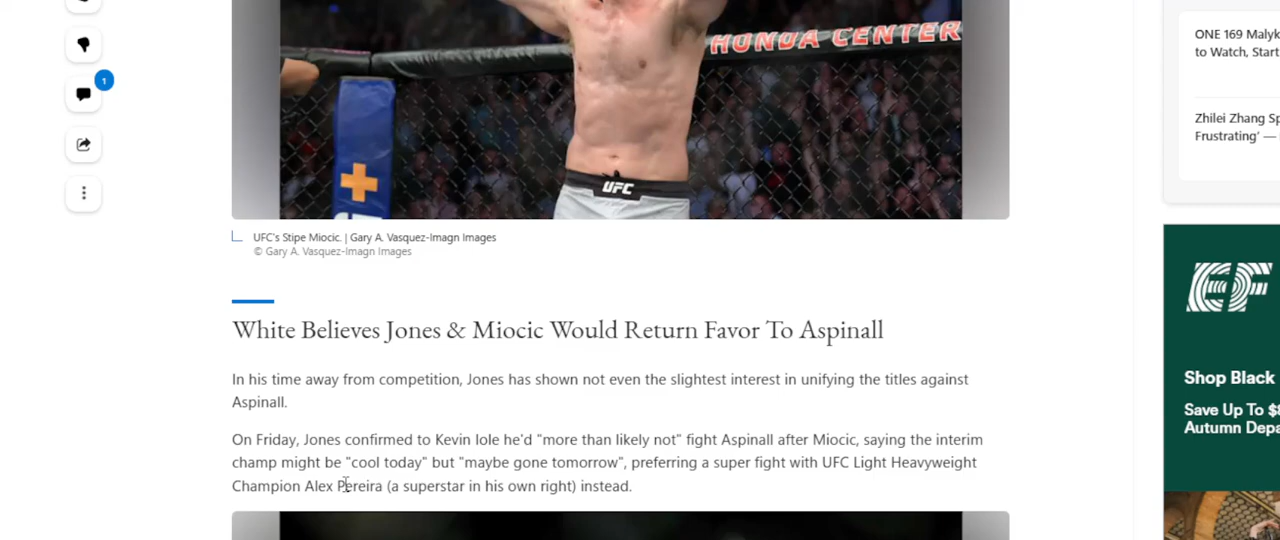 HONDA CENTER
UFC
1
UFC's Stipe Miocic. | Gary A. Vasquez-Imagn Images
© Gary A. Vasquez-Imagn Images
White Believes Jones & Miocic Would Return Favor To Aspinall
In his time away from competition, Jones has shown not even the slightest interest in unifying the titles against
Aspinall.
On Friday, Jones confirmed to Kevin Iole he'd "more than likely not" fight Aspinall after Miocic, saying the interim
champ might be "cool today" but "maybe gone tomorrow", preferring a super fight with UFC Light Heavyweight
Champion Alex Pereira (a superstar in his own right) instead.
ONE 169 Malyk
to Watch, Start
Zhilei Zhang Sp
Frustrating' —
EF
Shop Black
Save Up To $
Autumn Depa